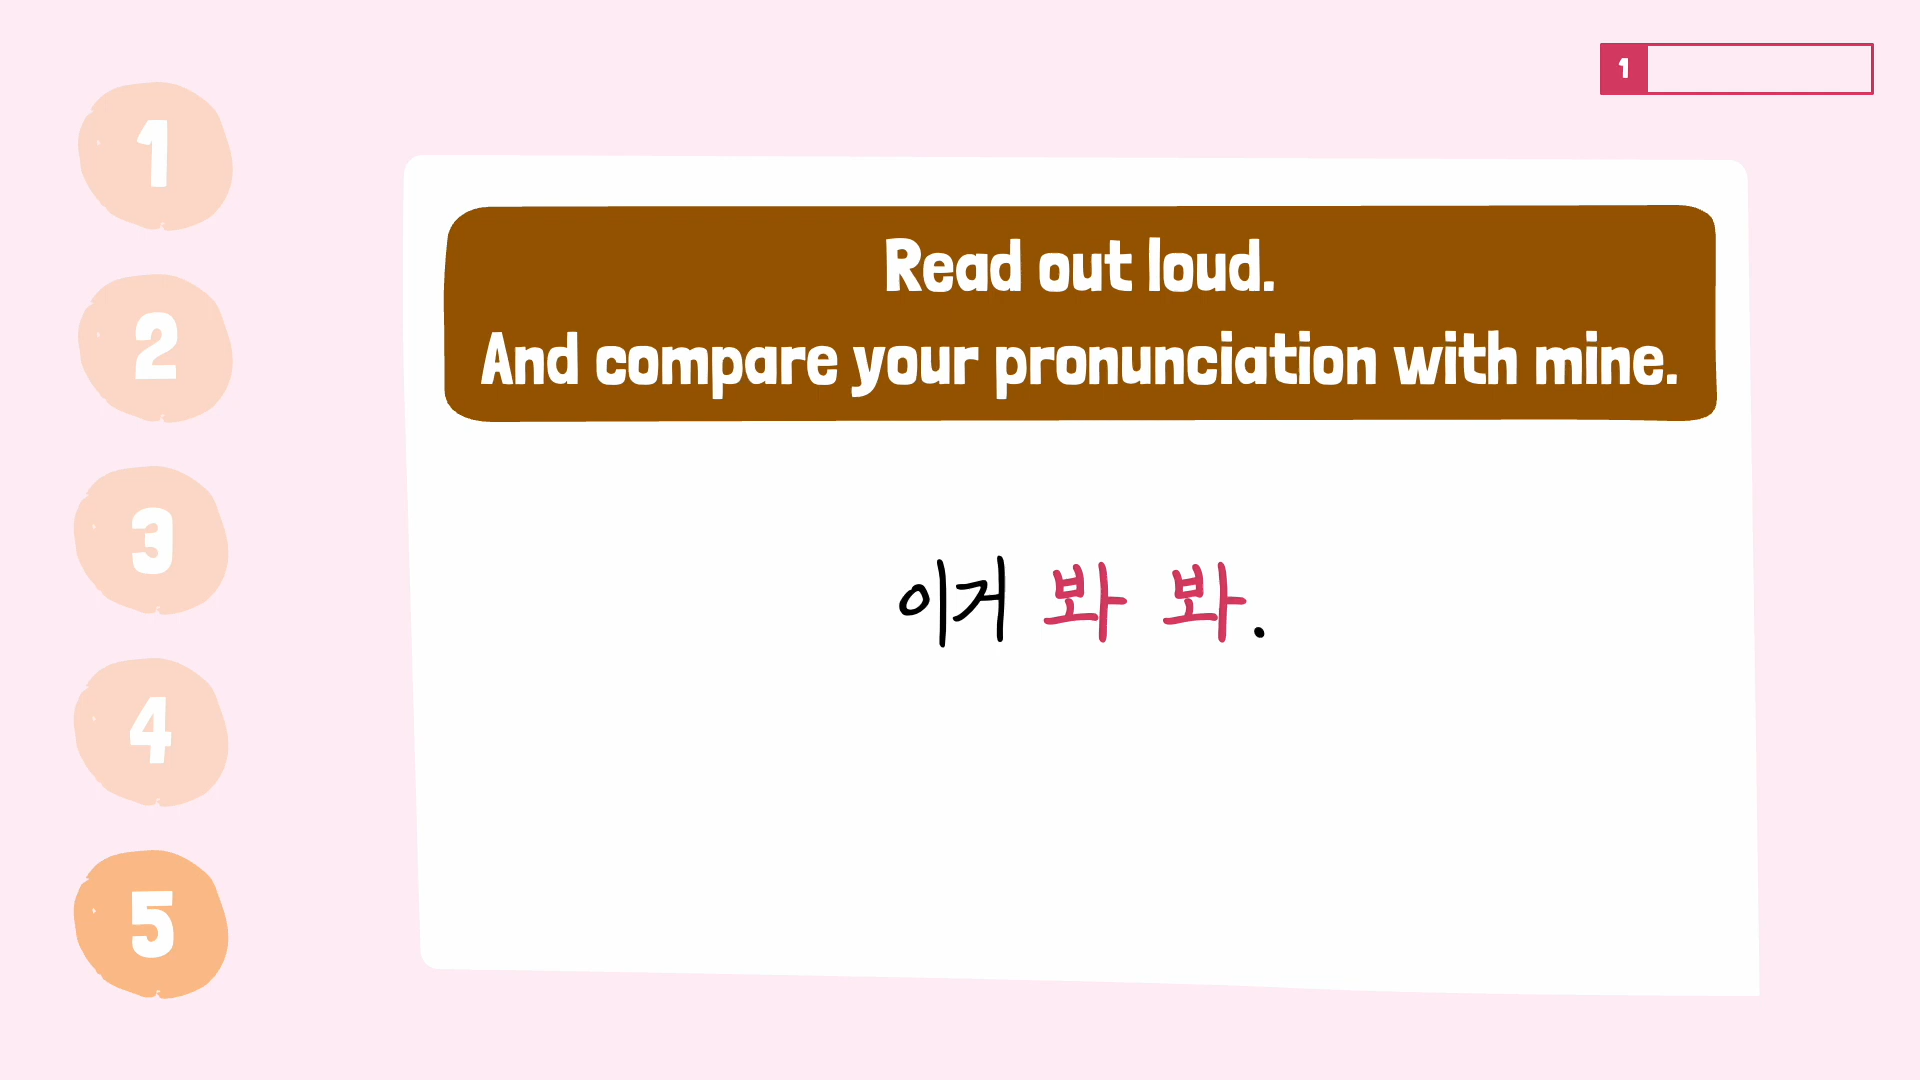 1
1
2
3
4
5
Read out loud.
And compare your pronunciation with mine.
이거 봐 봐.